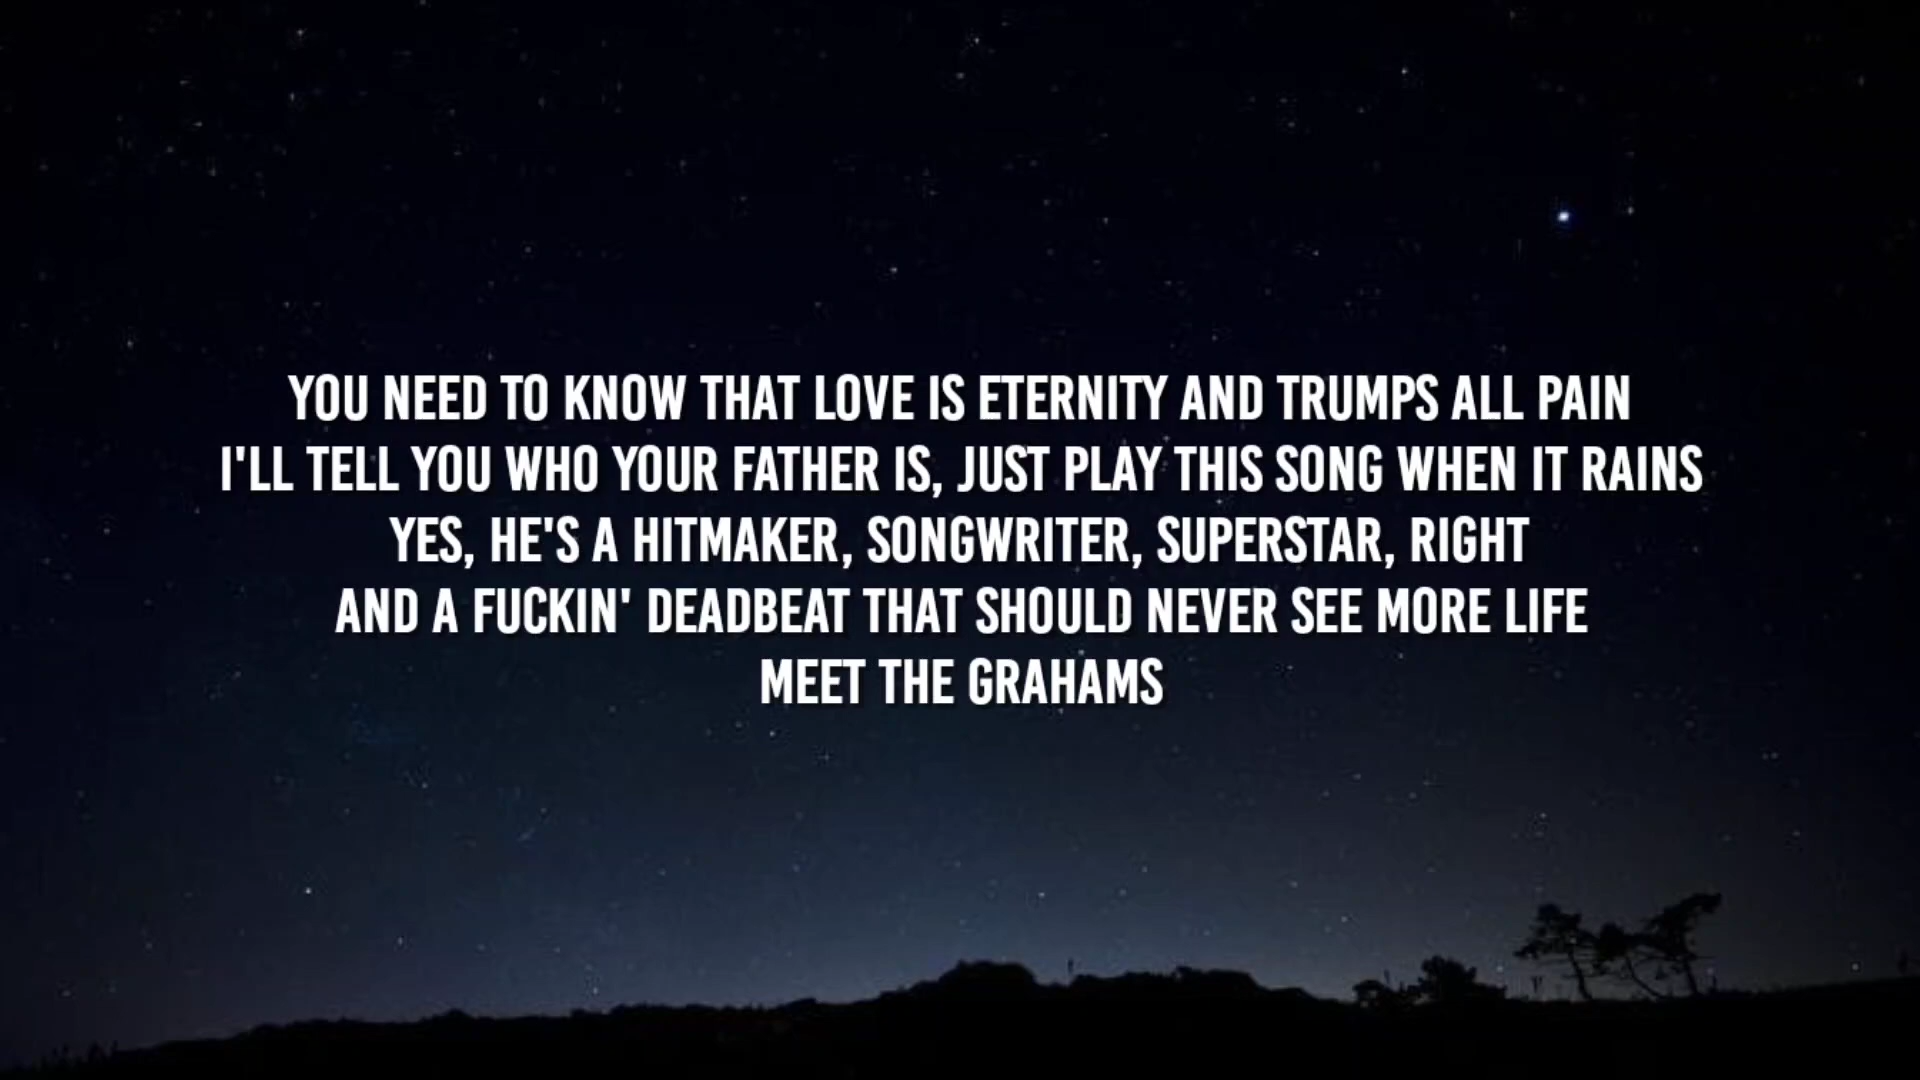 YOU NEED TO KNOW THAT LOVE IS ETERNITY AND TRUMPS ALL PAIN
I'LL TELL YOU WHO YOUR FATHER IS, JUST PLAY THIS SONG WHEN IT RAINS
YES, HE'S A HITMAKER, SONGWRITER, SUPERSTAR, RIGHT
AND A FUCKIN' DEADBEAT THAT SHOULD NEVER SEE MORE LIFE
MEET THE GRAHAMS